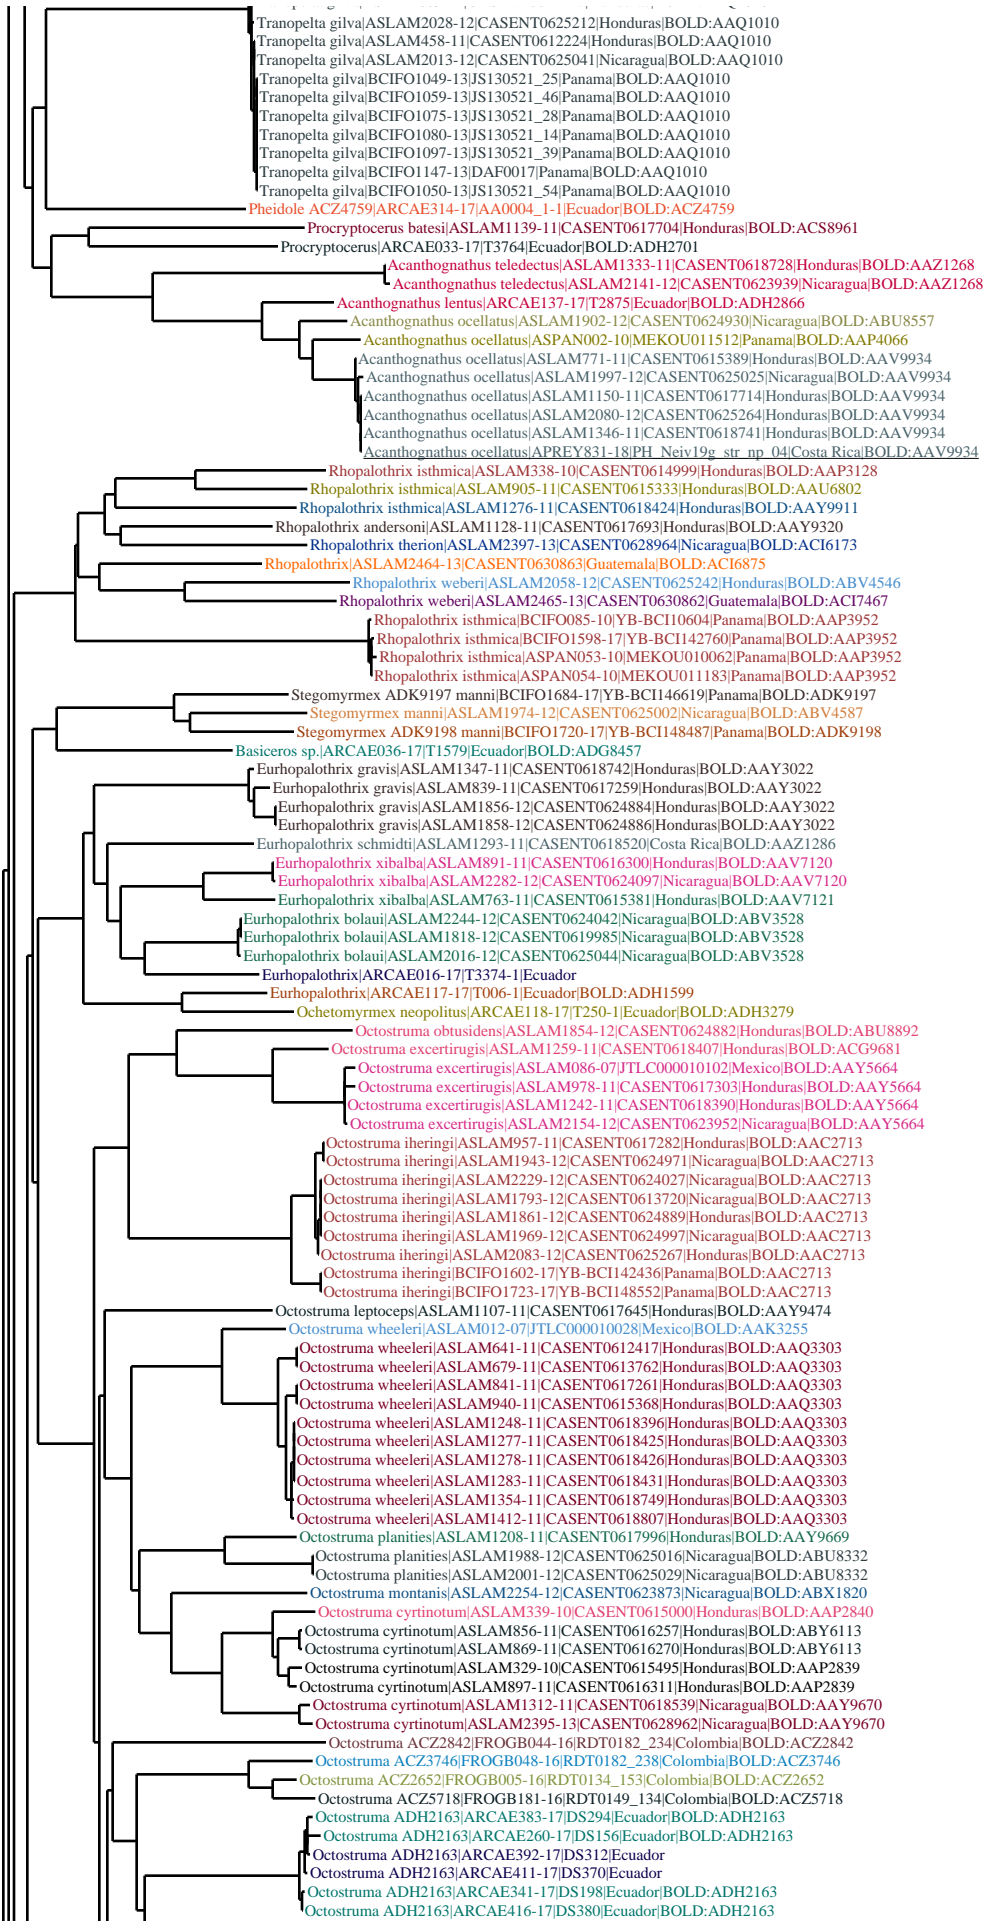 Tranopelta gilva|ASLAM2028-12|CASENT0625212|Honduras|BOLD:AAQ1010
Tranopelta gilva|ASLAM458-11|CASENT0612224|Honduras|BOLD:AAQ1010
Tranopelta gilva|ASLAM2013-12|CASENT0625041|Nicaragua|BOLD:AAQ1010
Tranopelta gilva|BCIFO1049-13|JS130521_25|Panama|BOLD:AAQ1010
Tranopelta gilva|BCIFO1059-13|JS130521_46|Panama|BOLD:AAQ1010
Tranopelta gilva|BCIFO1075-13|JS130521_28|Panama|BOLD:AAQ1010
Tranopelta gilva|BCIFO1080-13|JS130521_14|Panama|BOLD:AAQ1010
Tranopelta gilva|BCIFO1097-13|JS130521_39|Panama|BOLD:AAQ1010
Tranopelta gilva|BCIFO1147-13|DAF0017|Panama|BOLD:AAQ1010
Tranopelta gilva|BCIFO1050-13|JS130521_54|Panama|BOLD:AAQ1010
Pheidole ACZ4759|ARCAE314-17|AA0004_1-1|Ecuador|BOLD:ACZ4759
Procryptocerus batesi|ASLAM1139-11|CASENT0617704|Honduras|BOLD:ACS8961
Procryptocerus|ARCAE033-17|T3764|Ecuador|BOLD:ADH2701
Acanthognathus teledectus|ASLAM1333-11|CASENT0618728|Honduras|BOLD:AAZ1268
Acanthognathus teledectus|ASLAM2141-12|CASENT0623939|Nicaragua|BOLD:AAZ1268
Acanthognathus lentus|ARCAE137-17|T2875|Ecuador|BOLD:ADH2866
Acanthognathus ocellatus|ASLAM1902-12|CASENT0624930|Nicaragua|BOLD:ABU8557
Acanthognathus ocellatus|ASPAN002-10|MEKOU011512|Panama|BOLD:AAP4066
Acanthognathus ocellatus|ASLAM771-11|CASENT0615389|Honduras|BOLD:AAV9934
Acanthognathus ocellatus|ASLAM1997-12|CASENT0625025|Nicaragua|BOLD:AAV9934
Acanthognathus ocellatus|ASLAM1150-11|CASENT0617714|Honduras|BOLD:AAV9934
Acanthognathus ocellatus|ASLAM2080-12|CASENT0625264|Honduras|BOLD:AAV9934
Acanthognathus ocellatus|ASLAM1346-11|CASENT0618741|Honduras|BOLD:AAV9934
Acanthognathus ocellatus|APREY831-18|PH_Neiv19g_str_np_04|Costa Rica|BOLD:AAV9934
Rhopalothrix isthmica|ASLAM338-10|CASENT0614999|Honduras|BOLD:AAP3128
Rhopalothrix isthmica|ASLAM905-11|CASENT0615333|Honduras|BOLD:AAU6802
Rhopalothrix isthmica|ASLAM1276-11|CASENT0618424|Honduras|BOLD:AAY9911
Rhopalothrix andersoni|ASLAM1128-11|CASENT0617693|Honduras|BOLD:AAY9320
Rhopalothrix therion|ASLAM2397-13|CASENT0628964|Nicaragua|BOLD:ACI6173
Rhopalothrix|ASLAM2464-13|CASENT0630863|Guatemala|BOLD:ACI6875
Rhopalothrix weberi|ASLAM2058-12|CASENT0625242|Honduras|BOLD:ABV4546
Rhopalothrix weberi|ASLAM2465-13|CASENT0630862|Guatemala|BOLD:ACI7467
Rhopalothrix isthmica|BCIFO085-10|YB-BCI10604|Panama|BOLD:AAP3952
Rhopalothrix isthmica|BCIFO1598-17|YB-BCI142760|Panama|BOLD:AAP3952
Rhopalothrix isthmica|ASPAN053-10|MEKOU010062|Panama|BOLD:AAP3952
Rhopalothrix isthmica|ASPAN054-10|MEKOU011183|Panama|BOLD:AAP3952
Stegomyrmex ADK9197 manni|BCIFO1684-17|YB-BCI146619|Panama|BOLD:ADK9197
Stegomyrmex manni|ASLAM1974-12|CASENT0625002|Nicaragua|BOLD:ABV4587
Stegomyrmex ADK9198 manni|BCIFO1720-17|YB-BCI148487|Panama|BOLD:ADK9198
Basiceros sp.|ARCAE036-17|T1579|Ecuador|BOLD:ADG8457
Eurhopalothrix gravis|ASLAM1347-11|CASENT0618742|Honduras|BOLD:AAY3022
Eurhopalothrix gravis|ASLAM839-11|CASENT0617259|Honduras|BOLD:AAY3022
Eurhopalothrix gravis|ASLAM1856-12|CASENT0624884|Honduras|BOLD:AAY3022
Eurhopalothrix gravis|ASLAM1858-12|CASENT0624886|Honduras|BOLD:AAY3022
Eurhopalothrix schmidti|ASLAM1293-11|CASENT0618520|Costa Rica|BOLD:AAZ1286
Eurhopalothrix xibalba|ASLAM891-11|CASENT0616300|Honduras|BOLD:AAV7120
Eurhopalothrix xibalba|ASLAM2282-12|CASENT0624097|Nicaragua|BOLD:AAV7120
Eurhopalothrix xibalba|ASLAM763-11|CASENT0615381|Honduras|BOLD:AAV7121
Eurhopalothrix bolaui|ASLAM2244-12|CASENT0624042|Nicaragua|BOLD:ABV3528
Eurhopalothrix bolaui|ASLAM1818-12|CASENT0619985|Nicaragua|BOLD:ABV3528
Eurhopalothrix bolaui|ASLAM2016-12|CASENT0625044|Nicaragua|BOLD:ABV3528
Eurhopalothrix|ARCAE016-17|T3374-1|Ecuador
Eurhopalothrix|ARCAE117-17|T006-1|Ecuador|BOLD:ADH1599
Ochetomyrmex neopolitus|ARCAE118-17|T250-1|Ecuador|BOLD:ADH3279
Octostruma obtusidens|ASLAM1854-12|CASENT0624882|Honduras|BOLD:ABU8892
Octostruma excertirugis|ASLAM1259-11|CASENT0618407|Honduras|BOLD:ACG9681
Octostruma excertirugis|ASLAM086-07|JTLC000010102|Mexico|BOLD:AAY5664
Octostruma excertirugis|ASLAM978-11|CASENT0617303|Honduras|BOLD:AAY5664
Octostruma excertirugis|ASLAM1242-11|CASENT0618390|Honduras|BOLD:AAY5664
Octostruma excertirugis|ASLAM2154-12|CASENT0623952|Nicaragua|BOLD:AAY5664
Octostruma iheringi|ASLAM957-11|CASENT0617282|Honduras|BOLD:AAC2713
Octostruma iheringi|ASLAM1943-12|CASENT0624971|Nicaragua|BOLD:AAC2713
Octostruma iheringi|ASLAM2229-12|CASENT0624027|Nicaragua|BOLD:AAC2713
Octostruma iheringi|ASLAM1793-12|CASENT0613720|Nicaragua|BOLD:AAC2713
Octostruma iheringi|ASLAM1861-12|CASENT0624889|Honduras|BOLD:AAC2713
Octostruma iheringi|ASLAM1969-12|CASENT0624997|Nicaragua|BOLD:AAC2713
Octostruma iheringi|ASLAM2083-12|CASENT0625267|Honduras|BOLD:AAC2713
Octostruma iheringi|BCIFO1602-17|YB-BCI142436|Panama|BOLD:AAC2713
Octostruma iheringi|BCIFO1723-17|YB-BCI148552|Panama|BOLD:AAC2713
Octostruma leptoceps|ASLAM1107-11|CASENT0617645|Honduras|BOLD:AAY9474
Octostruma wheeleri|ASLAM012-07|JTLC000010028|Mexico|BOLD:AAK3255
Octostruma wheeleri|ASLAM641-11|CASENT0612417|Honduras|BOLD:AAQ3303
Octostruma wheeleri|ASLAM679-11|CASENT0613762|Honduras|BOLD:AAQ3303
Octostruma wheeleri|ASLAM841-11|CASENT0617261|Honduras|BOLD:AAQ3303
Octostruma wheeleri|ASLAM940-11|CASENT0615368|Honduras|BOLD:AAQ3303
Octostruma wheeleri|ASLAM1248-11|CASENT0618396|Honduras|BOLD:AAQ3303
Octostruma wheeleri|ASLAM1277-11|CASENT0618425|Honduras|BOLD:AAQ3303
Octostruma wheeleri|ASLAM1278-11|CASENT0618426|Honduras|BOLD:AAQ3303
Octostruma wheeleri|ASLAM1283-11|CASENT0618431|Honduras|BOLD:AAQ3303
Octostruma wheeleri|ASLAM1354-11|CASENT0618749|Honduras|BOLD:AAQ3303
Octostruma wheeleri|ASLAM1412-11|CASENT0618807|Honduras|BOLD:AAQ3303
Octostruma planities|ASLAM1208-11|CASENT0617996|Honduras|BOLD:AAY9669
Octostruma planities|ASLAM1988-12|CASENT0625016|Nicaragua|BOLD:ABU8332
Octostruma planities|ASLAM2001-12|CASENT0625029|Nicaragua|BOLD:ABU8332
Octostruma montanis|ASLAM2254-12|CASENT0623873|Nicaragua|BOLD:ABX1820
Octostruma cyrtinotum|ASLAM339-10|CASENT0615000|Honduras|BOLD:AAP2840
Octostruma cyrtinotum|ASLAM856-11|CASENT0616257|Honduras|BOLD:ABY6113
Octostruma cyrtinotum|ASLAM869-11|CASENT0616270|Honduras|BOLD:ABY6113
Octostruma cyrtinotum|ASLAM329-10|CASENT0615495|Honduras|BOLD:AAP2839
Octostruma cyrtinotum|ASLAM897-11|CASENT0616311|Honduras|BOLD:AAP2839
Octostruma cyrtinotum|ASLAM1312-11|CASENT0618539|Nicaragua|BOLD:AAY9670
Octostruma cyrtinotum|ASLAM2395-13|CASENT0628962|Nicaragua|BOLD:AAY9670
Octostruma ACZ2842|FROGB044-16|RDT0182_234|Colombia|BOLD:ACZ2842
Octostruma ACZ3746|FROGB048-16|RDT0182_238|Colombia|BOLD:ACZ3746
Octostruma ACZ2652|FROGB005-16|RDT0134_153|Colombia|BOLD:ACZ2652
Octostruma ACZ5718|FROGB181-16|RDT0149_134|Colombia|BOLD:ACZ5718
Octostruma ADH2163|ARCAE383-17|DS294|Ecuador|BOLD:ADH2163
Octostruma ADH2163|ARCAE260-17|DS156|Ecuador|BOLD:ADH2163
Octostruma ADH2163|ARCAE392-17|DS312|Ecuador
Octostruma ADH2163|ARCAE411-17|DS370|Ecuador
Octostruma ADH2163|ARCAE341-17|DS198|Ecuador|BOLD:ADH2163
Octostruma ADH2163|ARCAE416-17|DS380|Ecuador|BOLD:ADH2163